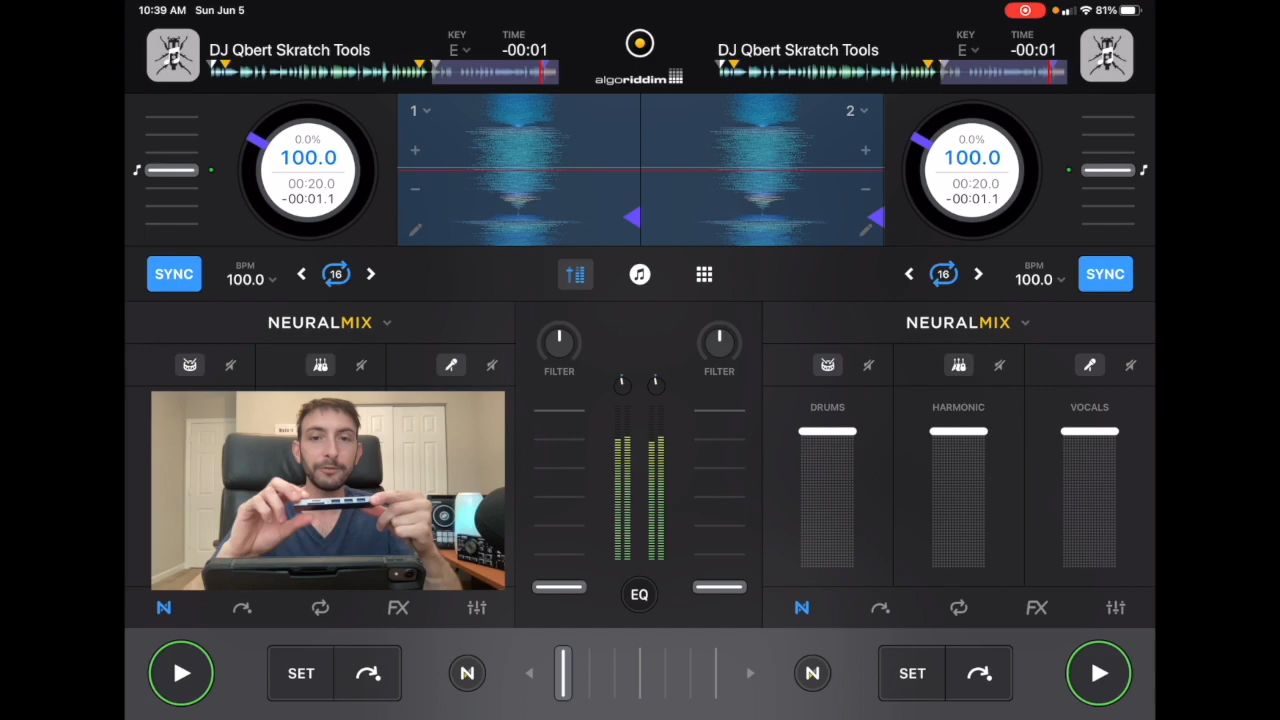 10:39 AM Sun Jun 5
81%
DJ Qbert Skratch Tools
KEY
E
TIME
-00:01
algoriddim
DJ Qbert Skratch Tools
KEY
E
TIME
-00:01
0.0%
100.0
00:20.0
-00:01.1
1
2
0.0%
100.0
00:20.0
-00:01.1
SYNC
BPM
100.0
16
16
BPM
100.0
SYNC
NEURALMIX
NEURALMIX
FILTER
FILTER
DRUMS
HARMONIC
VOCALS
EQ
N
FX
N
FX
SET
N
N
SET